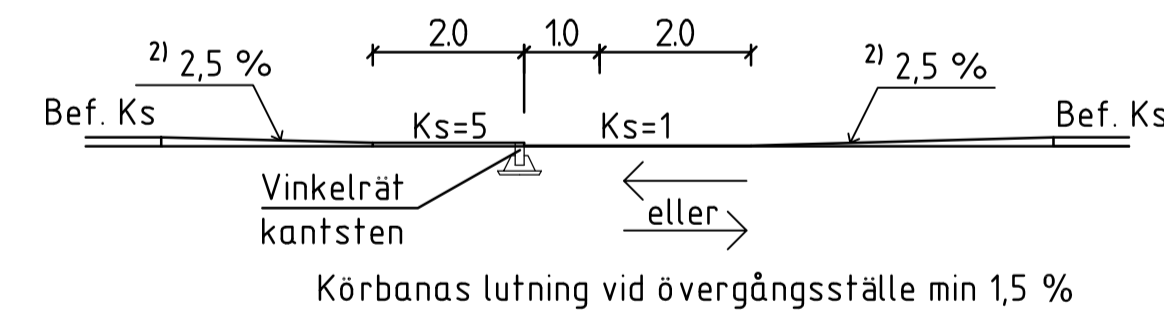 2.0 1.0 2.0
2) 2,5 %
2) 2,5 %
Bef. Ks
Ks=5
Ks=1
Bef. Ks
Vinkelrät
kantsten
eller
Körbanas lutning vid övergångsställe min 1,5 %